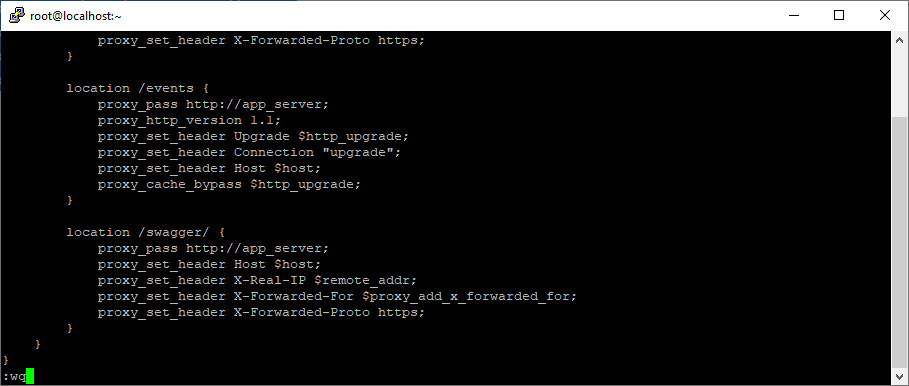 root@localhost:~
proxy_set_header X-Forwarded-Proto https;
}
location /events {
proxy_pass http://app_server;
proxy_http_version 1.1;
proxy_set_header Upgrade $http_upgrade;
proxy_set_header Connection "upgrade";
proxy_set_header Host $host;
proxy_cache_bypass $http_upgrade;
}
location /swagger/ {
proxy_pass http://app_server;
proxy_set_header Host $host;
proxy_set_header X-Real-IP $remote_addr;
proxy_set_header X-Forwarded-For $proxy_add_x_forwarded_for;
proxy_set_header X-Forwarded-Proto https;
}
}
}
:wq